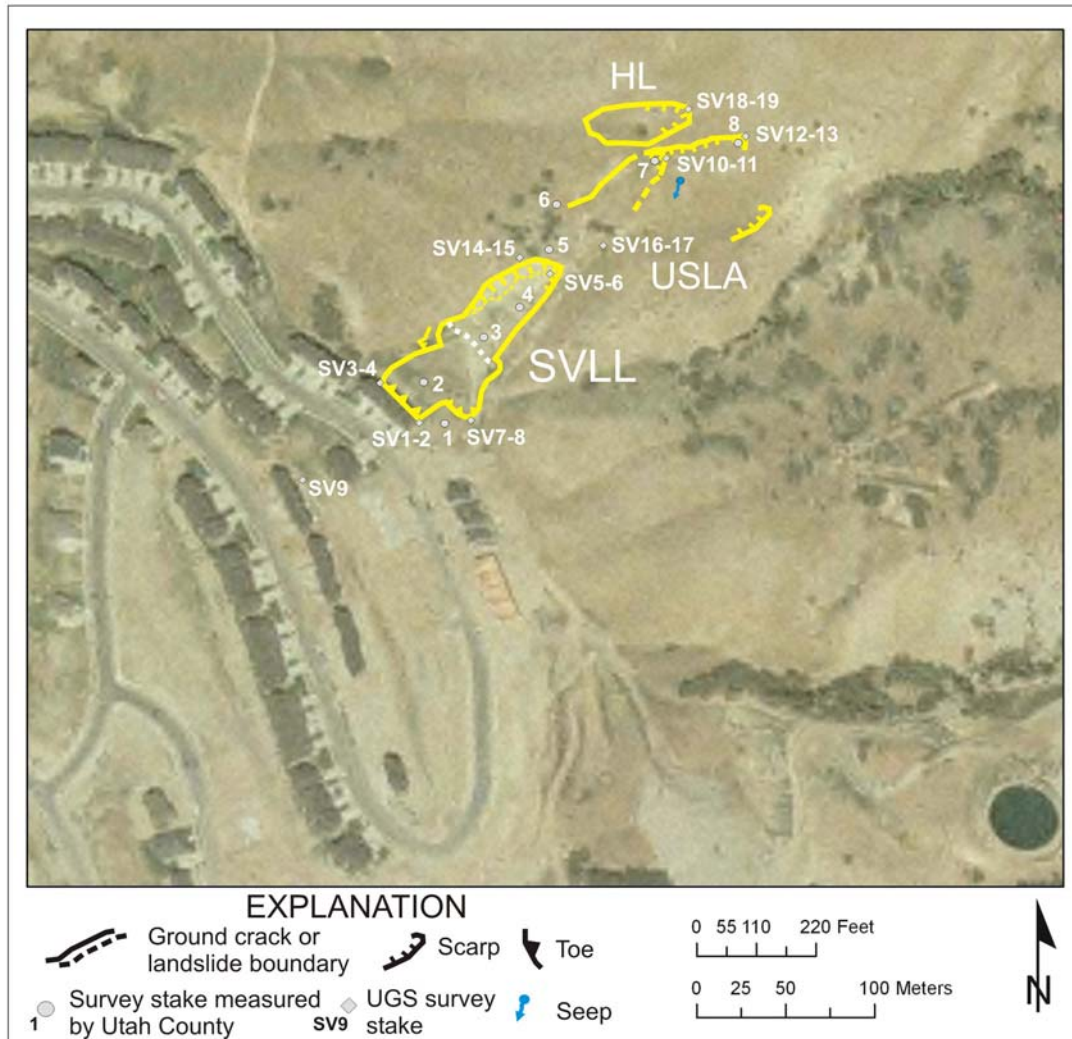 HL
SV18-19
8
SV12-13
7
SV10-11
6
5
SV14-15
SV16-17
SV5-6
USLA
4
3
SVLL
SV3-4
2
SV1-2
1
SV7-8
SV9
EXPLANATION
Ground crack or
landslide boundary
Scarp
Toe
0 55 110 220 Feet
Survey stake measured
by Utah County
1
UGS survey
stake
SV9
Seep
0 25 50 100 Meters
N